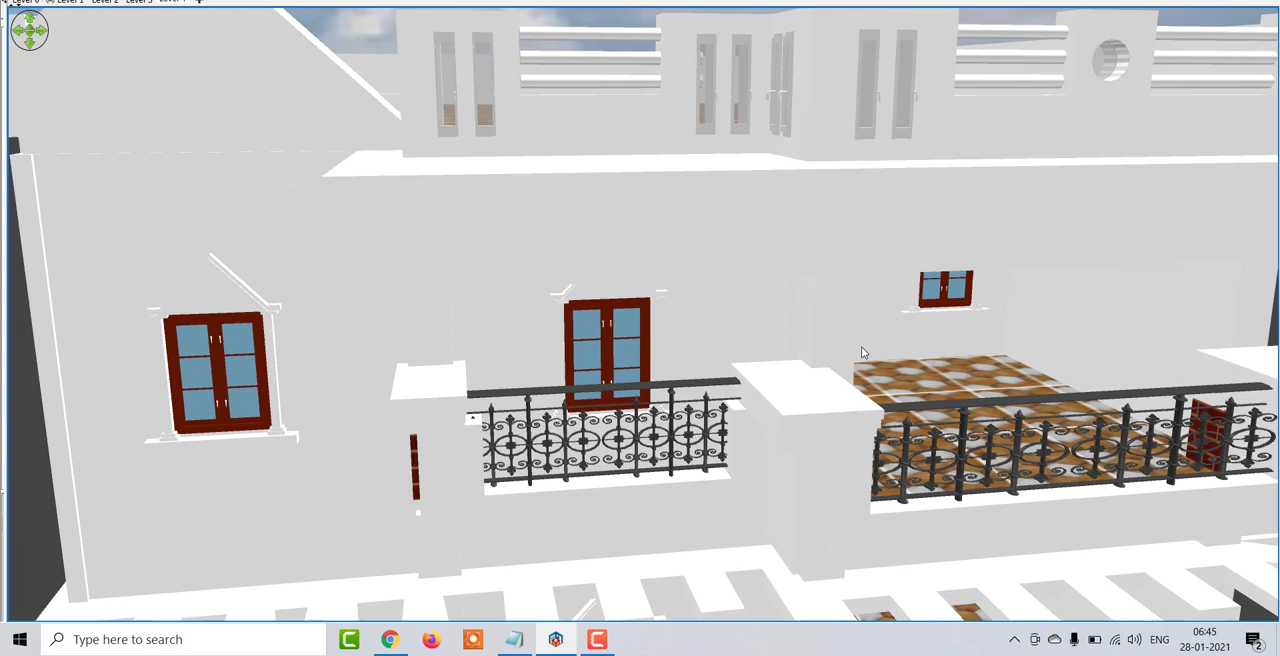 Level 0 Level 1 Level 2 Level 3
Type here to search
ENG
06:45
28-01-2021
2